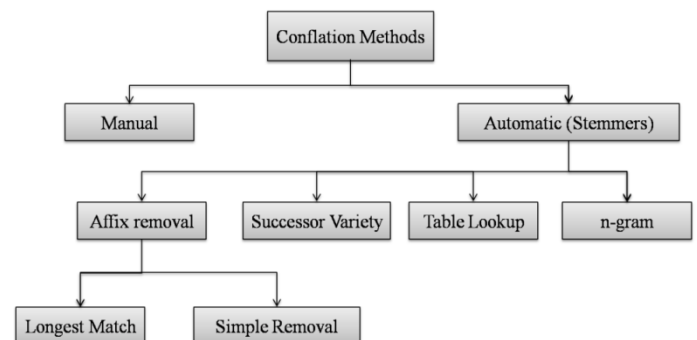 Conflation Methods
Manual
Automatic (Stemmers)
Affix removal
Successor Variety
Table Lookup
n-gram
Longest Match
Simple Removal